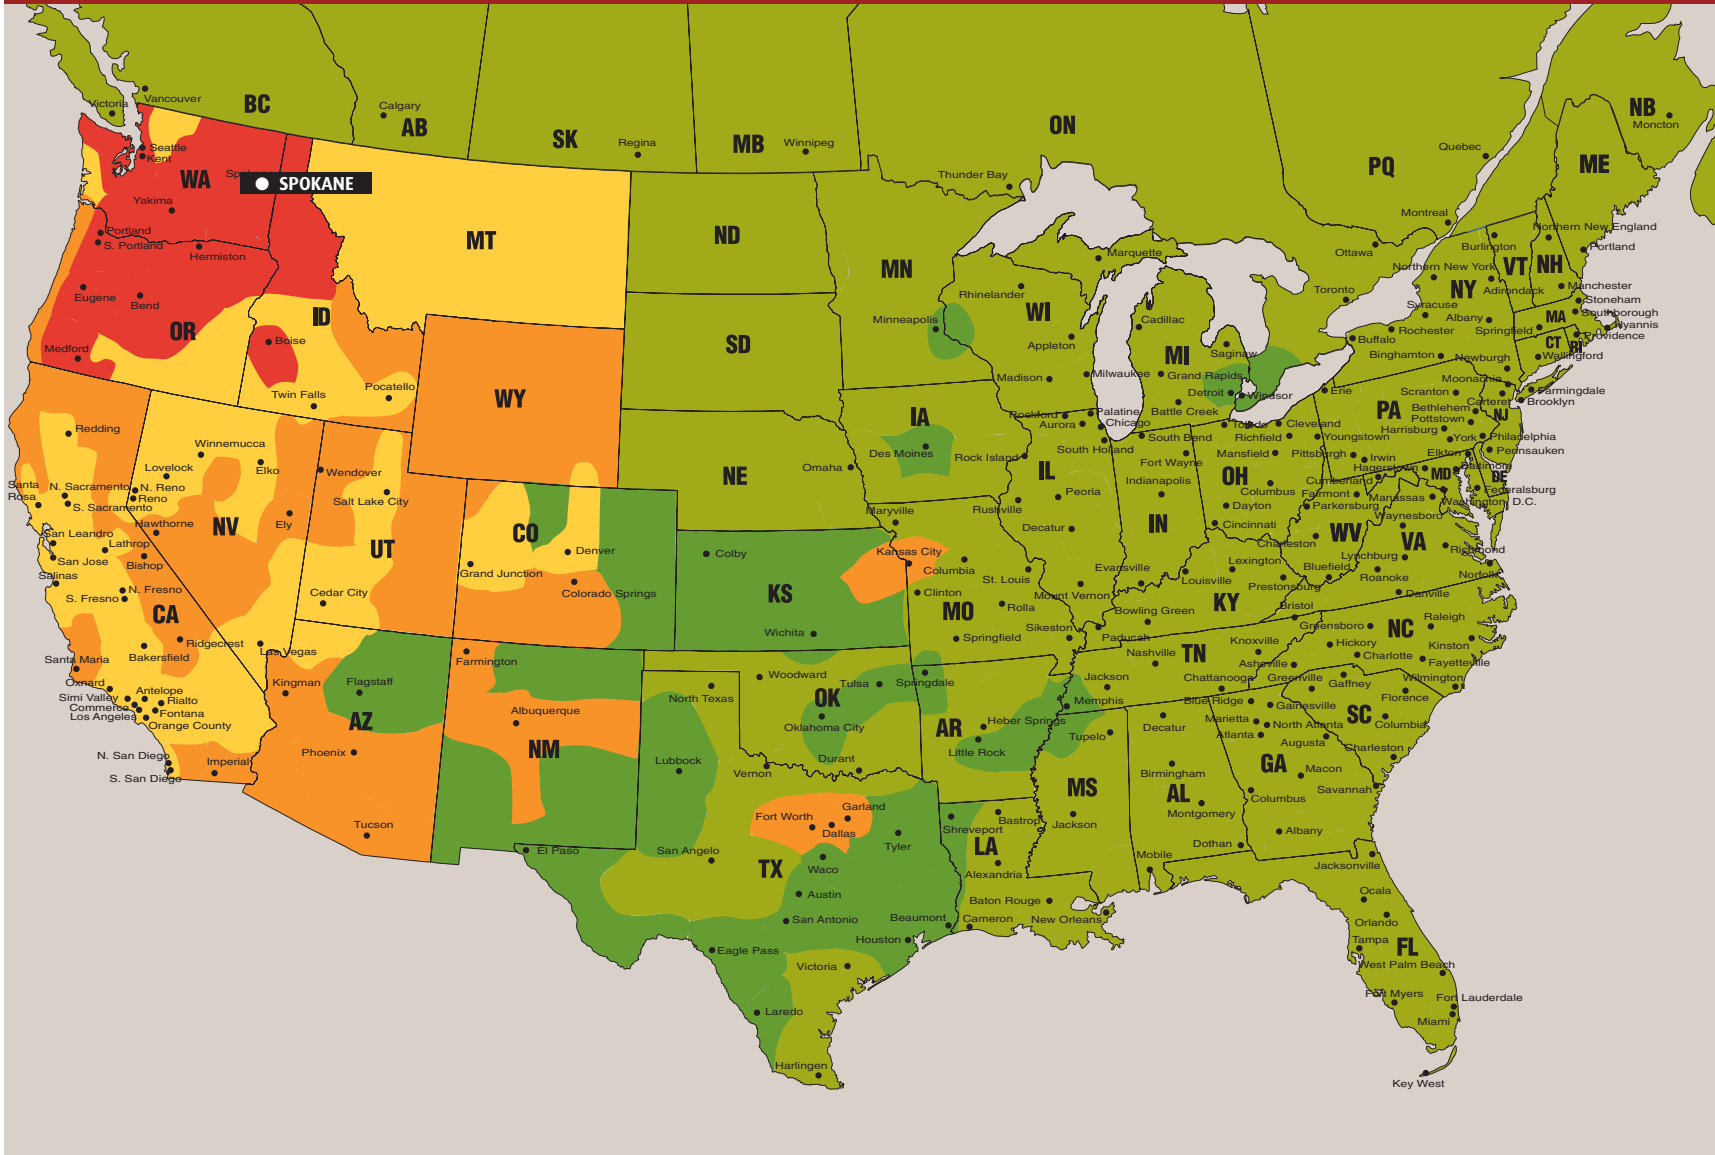 Vancouver
Victoria
BC
Calgary
AB
SK
Regina
MB
Winnipeg
ON
Thunder Bay
PQ
Quebec
Montreal
Ottawa
Toronto
NB
Moncton
ME
Seattle
Kent
WA
SPOKANE
Yakima
Portland
S. Portland
Hermiston
Eugene
Bend
OR
Medford
ID
Boise
Twin Falls
Pocatello
MT
WY
ND
SD
NE
Omaha
MN
Minneapolis
WI
Rhinelander
Appleton
Madison
Milwaukee
Marquette
Cadillac
MI
Saginaw
Grand Rapids
Detroit
Windsor
Battle Creek
IA
Des Moines
Rock Island
Rockford
Aurora
Palatine
Chicago
South Holland
IL
Peoria
Rushville
Decatur
Mount Vernon
South Bend
Fort Wayne
Indianapolis
IN
Evansville
Toledo
Cleveland
Richfield
Youngstown
Mansfield
OH
Columbus
Dayton
Cincinnati
Northern New England
Portland
Burlington
VT
NH
Northern New York
NY
Adirondack
Manchester
Stoneham
Southborough
Hyannis
Providence
MA
CT
RI
Wallingford
Syracuse
Albany
Springfield
Rochester
Buffalo
Binghamton
Newburgh
Moonachie
Farmingdale
Brooklyn
Carteret
NJ
Erie
PA
Scranton
Bethlehem
Pottstown
Harrisburg
York
Philadelphia
Pennsauken
Pittsburgh
Irwin
Elkton
Baltimore
Hagerstown
Cumberland
MD
DE
Federalsburg
Washington, D.C.
Fairmont
Manassas
Parkersburg
Waynesboro
WV
VA
Charleston
Richmond
Lynchburg
Bluefield
Roanoke
Norfolk
Danville
Redding
Santa
Rosa
N. Sacramento
S. Sacramento
San Leandro
Lathrop
San Jose
Salinas
N. Fresno
S. Fresno
CA
Ridgecrest
Bakersfield
Santa Maria
Oxnard
Simi Valley
Commerce
Los Angeles
Antelope
Rialto
Fontana
Orange County
N. San Diego
S. San Diego
Imperial
Bishop
Winnemucca
Lovelock
Elko
N. Reno
Reno
Hawthorne
NV
Ely
Las Vegas
Wendover
Salt Lake City
UT
Cedar City
CO
Denver
Grand Junction
Colorado Springs
Kingman
Flagstaff
AZ
Phoenix
Tucson
Farmington
Albuquerque
NM
Colby
KS
Wichita
Kansas City
Maryville
Columbia
St. Louis
Clinton
MO
Rolla
Springfield
Sikeston
Lexington
Louisville
Prestonsburg
KY
Bowling Green
Paducah
Bristol
Greensboro
Raleigh
NC
Hickory
Kinston
Charlotte
Fayetteville
Asheville
Wilmington
Knoxville
TN
Nashville
Chattanooga
Jackson
Memphis
Greenville
Gaffney
Florence
SC
Columbia
Charleston
Blue Ridge
Gainesville
Marietta
North Atlanta
Atlanta
Augusta
GA
Macon
Savannah
Columbus
Albany
North Texas
Woodward
OK
Tulsa
Oklahoma City
Durant
Springdale
AR
Heber Springs
Little Rock
Tupelo
MS
Jackson
Decatur
Birmingham
AL
Montgomery
Dothan
Mobile
Lubbock
Vernon
Fort Worth
Garland
Dallas
Tyler
El Paso
San Angelo
TX
Waco
Austin
San Antonio
Beaumont
Houston
Eagle Pass
Victoria
Laredo
Harlingen
Shreveport
Bastrop
LA
Alexandria
Baton Rouge
Cameron
New Orleans
Jacksonville
Ocala
Orlando
Tampa
FL
West Palm Beach
Fort Myers
Fort Lauderdale
Miami
Key West